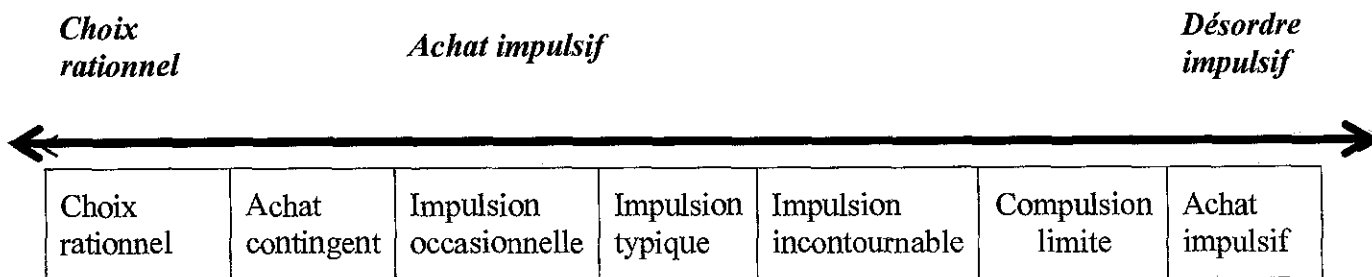 Choix
rationnel
Achat impulsif
Désordre
impulsif
Choix
rationnel
Achat
contingent
Impulsion
occasionnelle
Impulsion
typique
Impulsion
incontournable
Compulsion
limite
Achat
impulsif